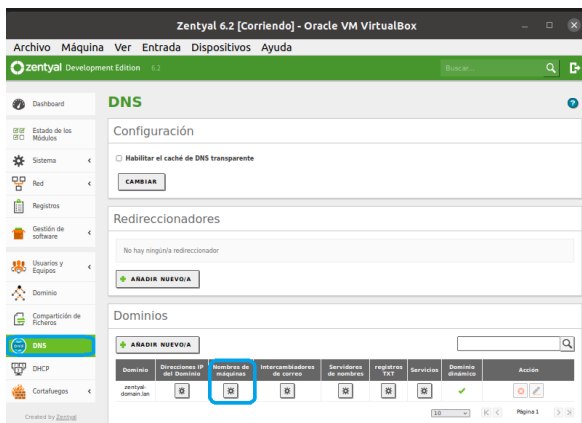 Zentyal 6.2 [Corriendo] - Oracle VM VirtualBox
Archivo Máquina Ver Entrada Dispositivos Ayuda
zentyal Development Edition 6.2
Buscar...
Dashboard
Estado de los
Módulos
Sistema
Red
Registros
Gestión de
software
Usuarios y
Equipos
Dominio
Compartición de
Ficheros
DNS
DHCP
Cortafuegos
Created by Zentyal
DNS
Configuración
Habilitar el caché de DNS transparente
CAMBIAR
Redireccionadores
No hay ningún/a redireccionador
+ AÑADIR NUEVO/A
Dominios
+ AÑADIR NUEVO/A
Dominio Direcciones IP del Dominio Nombres de máquinas Intercambiadores de correo Servidores de nombres registros TXT Servicios Dominio dinámico Acción
zentyal-
domain.lan
10 Página 1